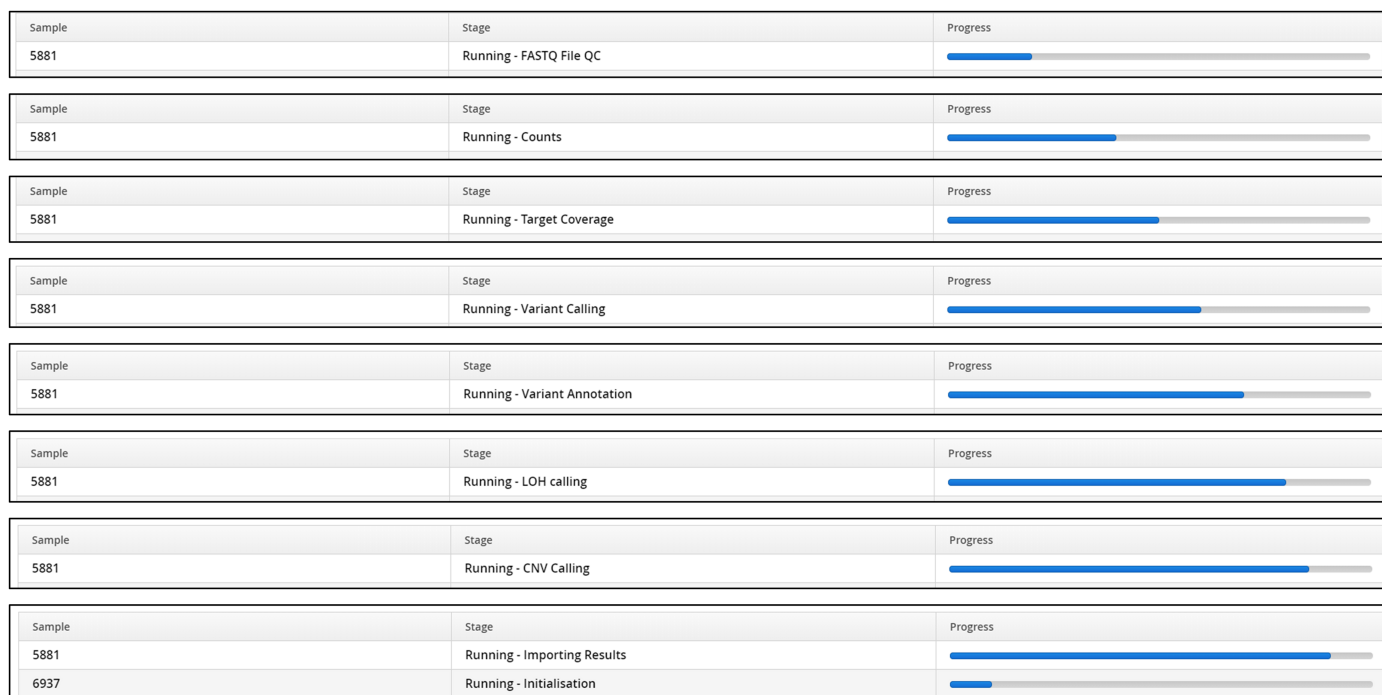 Sample Stage Progress
5881 Running - FASTQ File QC
Sample Stage Progress
5881 Running - Counts
Sample Stage Progress
5881 Running - Target Coverage
Sample Stage Progress
5881 Running - Variant Calling
Sample Stage Progress
5881 Running - Variant Annotation
Sample Stage Progress
5881 Running - LOH calling
Sample Stage Progress
5881 Running - CNV Calling
Sample Stage Progress
5881 Running - Importing Results
6937 Running - Initialisation